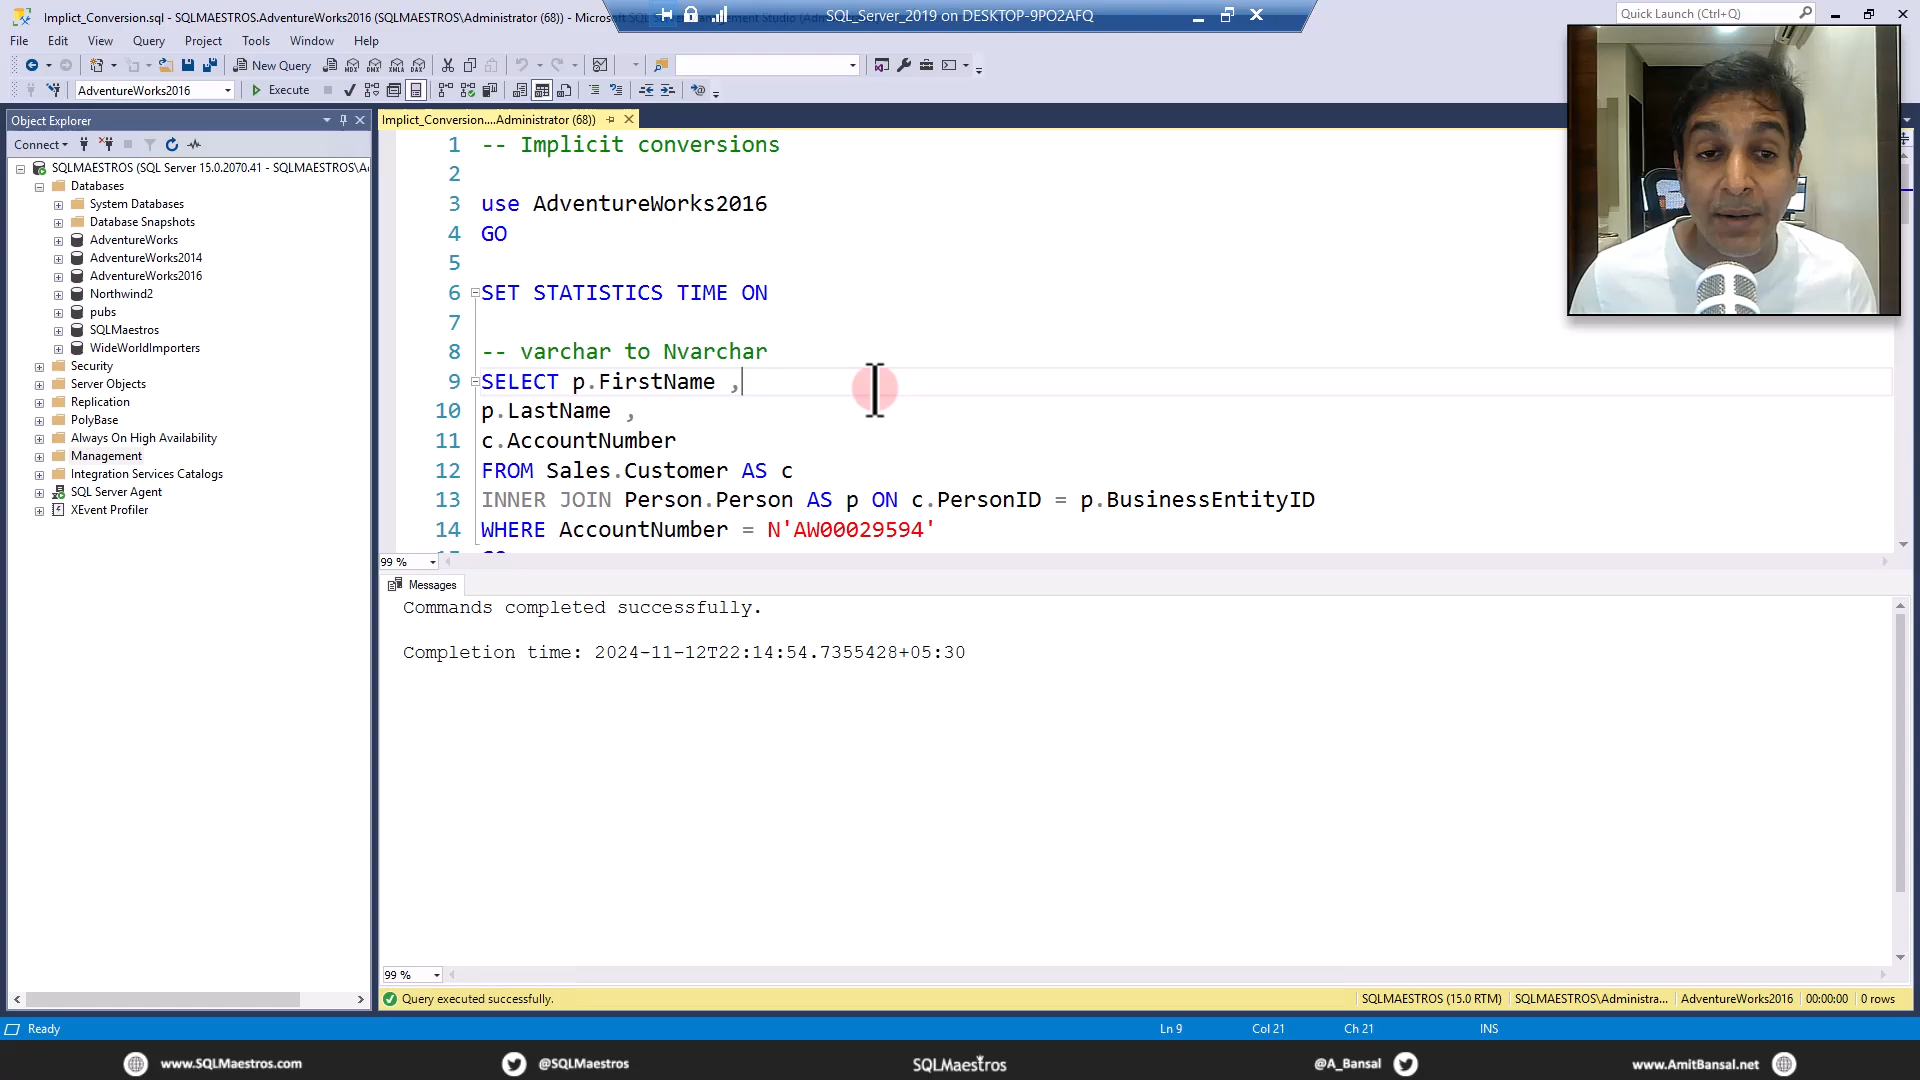 Implict_Conversion.sql - SQLMAESTROS.AdventureWorks2016 (SQLMAESTROS\Administrator (68)) - Micros
SQL_Server_2019 on DESKTOP-9PO2AFQ
Quick Launch (Ctrl+Q)
File Edit View Query Project Tools Window Help
New Query
MDX DMX XMLA DAX
AdventureWorks2016
Execute
Object Explorer
Connect
SQLMAESTROS (SQL Server 15.0.2070.41 - SQLMAESTROS\A
Databases
System Databases
Database Snapshots
AdventureWorks
AdventureWorks2014
AdventureWorks2016
Northwind2
pubs
SQLMaestros
WideWorldImporters
Security
Server Objects
Replication
PolyBase
Always On High Availability
Management
Integration Services Catalogs
SQL Server Agent
XEvent Profiler
Implict_Conversion....Administrator (68))
1 -- Implicit conversions
2
3 use AdventureWorks2016
4 GO
5
6 SET STATISTICS TIME ON
7
8 -- varchar to Nvarchar
9 SELECT p.FirstName ,
10 p.LastName ,
11 c.AccountNumber
12 FROM Sales.Customer AS c
13 INNER JOIN Person.Person AS p ON c.PersonID = p.BusinessEntityID
14 WHERE AccountNumber = N'AW00029594'
99 %
Messages
Commands completed successfully.
Completion time: 2024-11-12T22:14:54.7355428+05:30
99 %
Query executed successfully.
SQLMAESTROS (15.0 RTM) SQLMAESTROS\Administra... AdventureWorks2016 00:00:00 0 rows
Ready
Ln 9 Col 21 Ch 21 INS
www.SQLMaestros.com
@SQLMaestros
SQLMaestros
@A_Bansal
www.AmitBansal.net